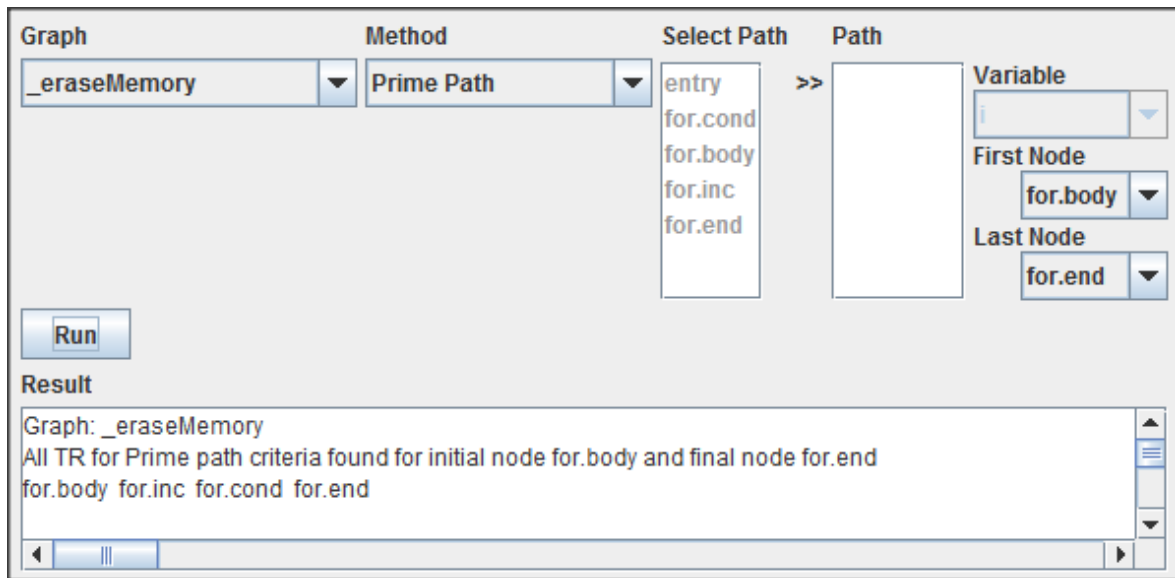 Graph Method Select Path Path
_eraseMemory Prime Path
entry >>
for.cond
for.body
for.inc
for.end
Variable
i
First Node
for.body
Last Node
for.end
Run
Result
Graph: _eraseMemory
All TR for Prime path criteria found for initial node for.body and final node for.end
for.body for.inc for.cond for.end